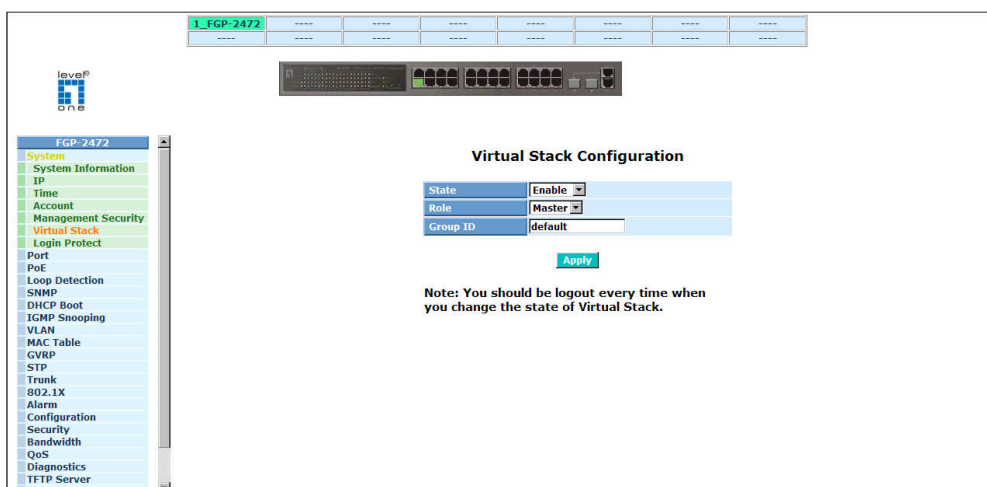 1_FGP-2472 ---- ---- ---- ---- ---- ---- ----
---- ---- ---- ---- ---- ---- ---- ----
level®
one
FGP-2472
System
System Information
IP
Time
Account
Management Security
Virtual Stack
Login Protect
Port
PoE
Loop Detection
SNMP
DHCP Boot
IGMP Snooping
VLAN
MAC Table
GVRP
STP
Trunk
802.1X
Alarm
Configuration
Security
Bandwidth
QoS
Diagnostics
TFTP Server
Virtual Stack Configuration
State Enable
Role Master
Group ID default
Apply
Note: You should be logout every time when
you change the state of Virtual Stack.